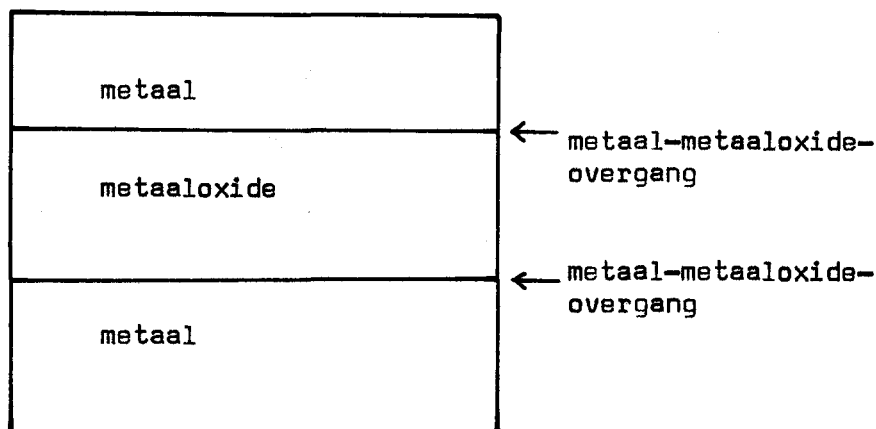 metaal
metaal-metaaloxide-
overgang
metaaloxide
metaal-metaaloxide-
overgang
metaal